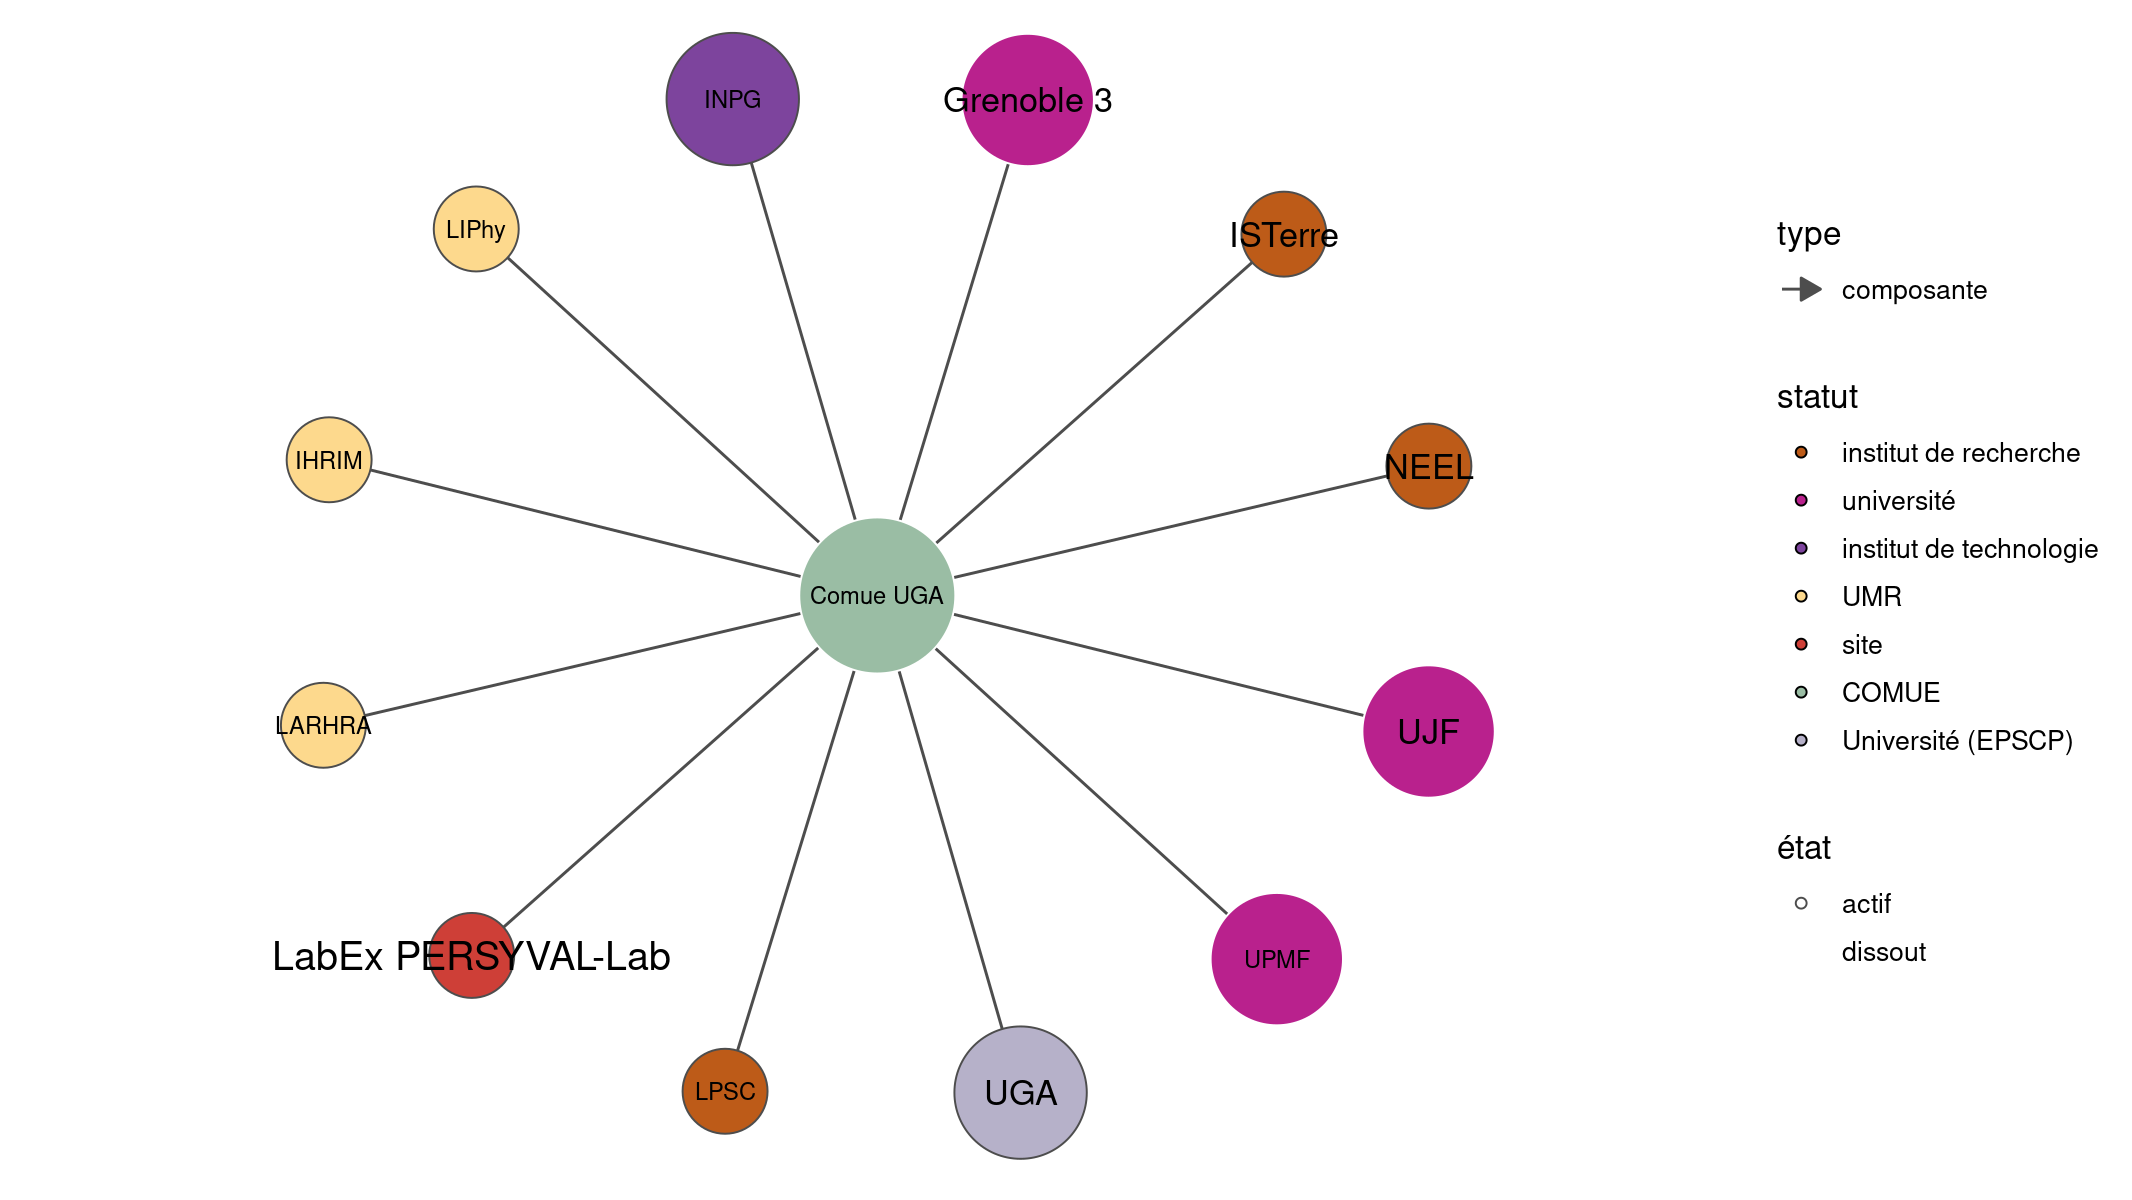 INPG
Grenoble 3
LIPhy
ISTerre
IHRIM
NEEL
Comue UGA
LARHRA
UJF
LabEx PERSYVAL-Lab
UPMF
LPSC
UGA
type
composante
statut
institut de recherche
université
institut de technologie
UMR
site
COMUE
Université (EPSCP)
état
actif
dissout